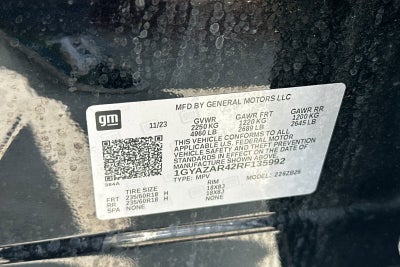 gm
MFD BY GENERAL MOTORS LLC
11/23 GVWR GAWR FRT GAWR RR
2250 KG 1220 KG 1200 KG
4960 LB 2689 LB 2645 LB
THIS VEHICLE CONFORMS TO ALL
APPLICABLE U.S. FEDERAL MOTOR
VEHICLE SAFETY AND THEFT PREVENTION
STANDARDS IN EFFECT ON THE DATE OF
MANUFACTURE SHOWN ABOVE.
1GYAZAR42RF135992
TYPE: MPV MODEL: 226ZB26
TIRE SIZE RIM
FRT 235/60R18 H 18X8J
RR 235/60R18 H 18X8J
SPA NONE NONE